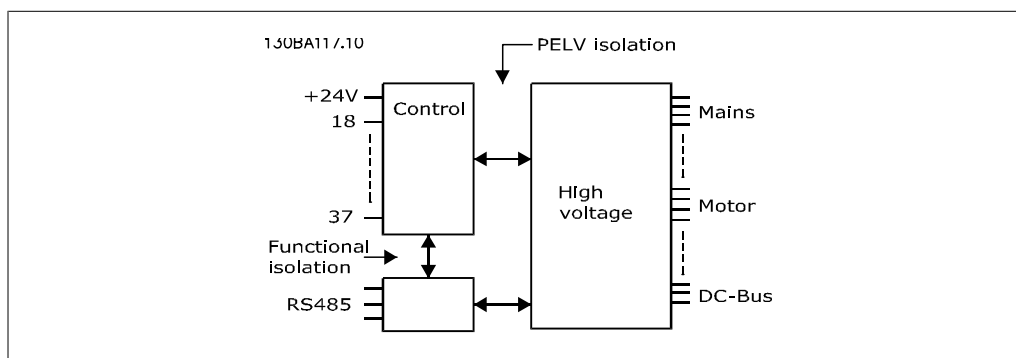 130BA117.10
PELV isolation
+24V
Control
Mains
18
High
voltage
Motor
37
Functional
isolation
RS485
DC-Bus